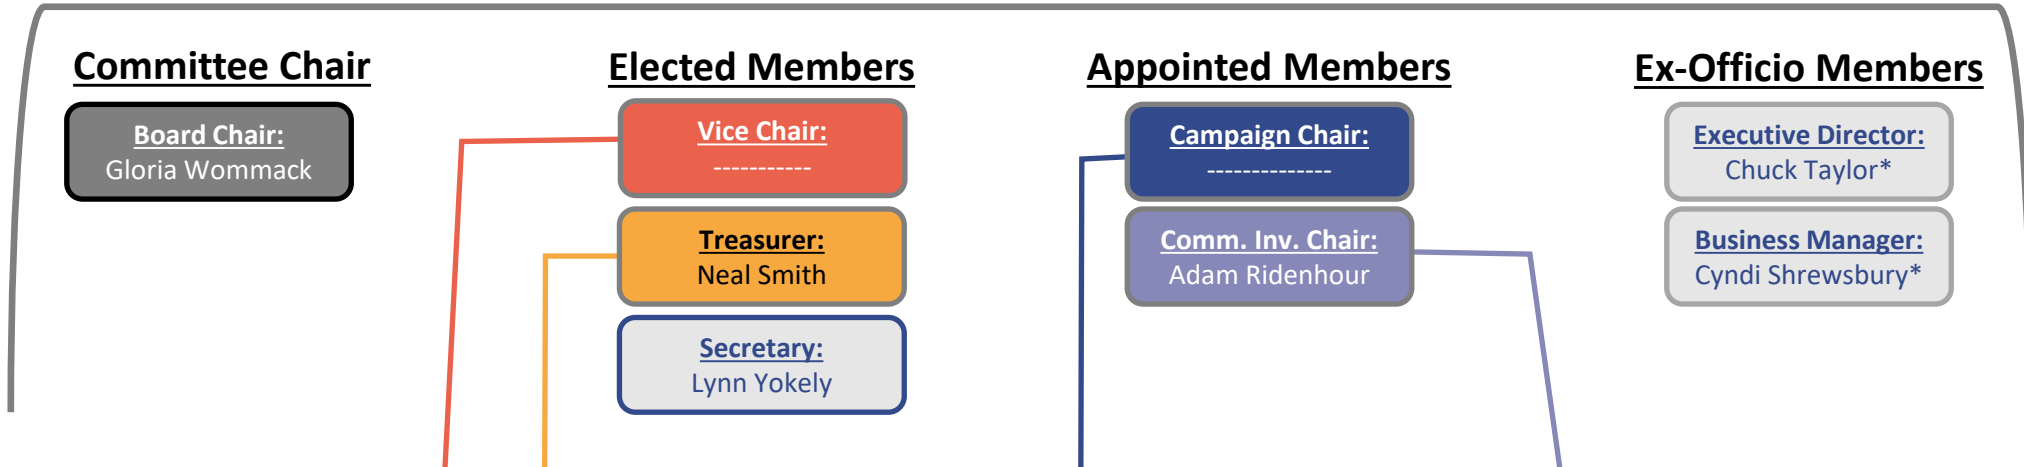 Committee Chair
Board Chair:
Gloria Wommack
Elected Members
Vice Chair:
-----------
Treasurer:
Neal Smith
Secretary:
Lynn Yokely
Appointed Members
Campaign Chair:
--------------
Comm. Inv. Chair:
Adam Ridenhour
Ex-Officio Members
Executive Director:
Chuck Taylor*
Business Manager:
Cyndi Shrewsbury*